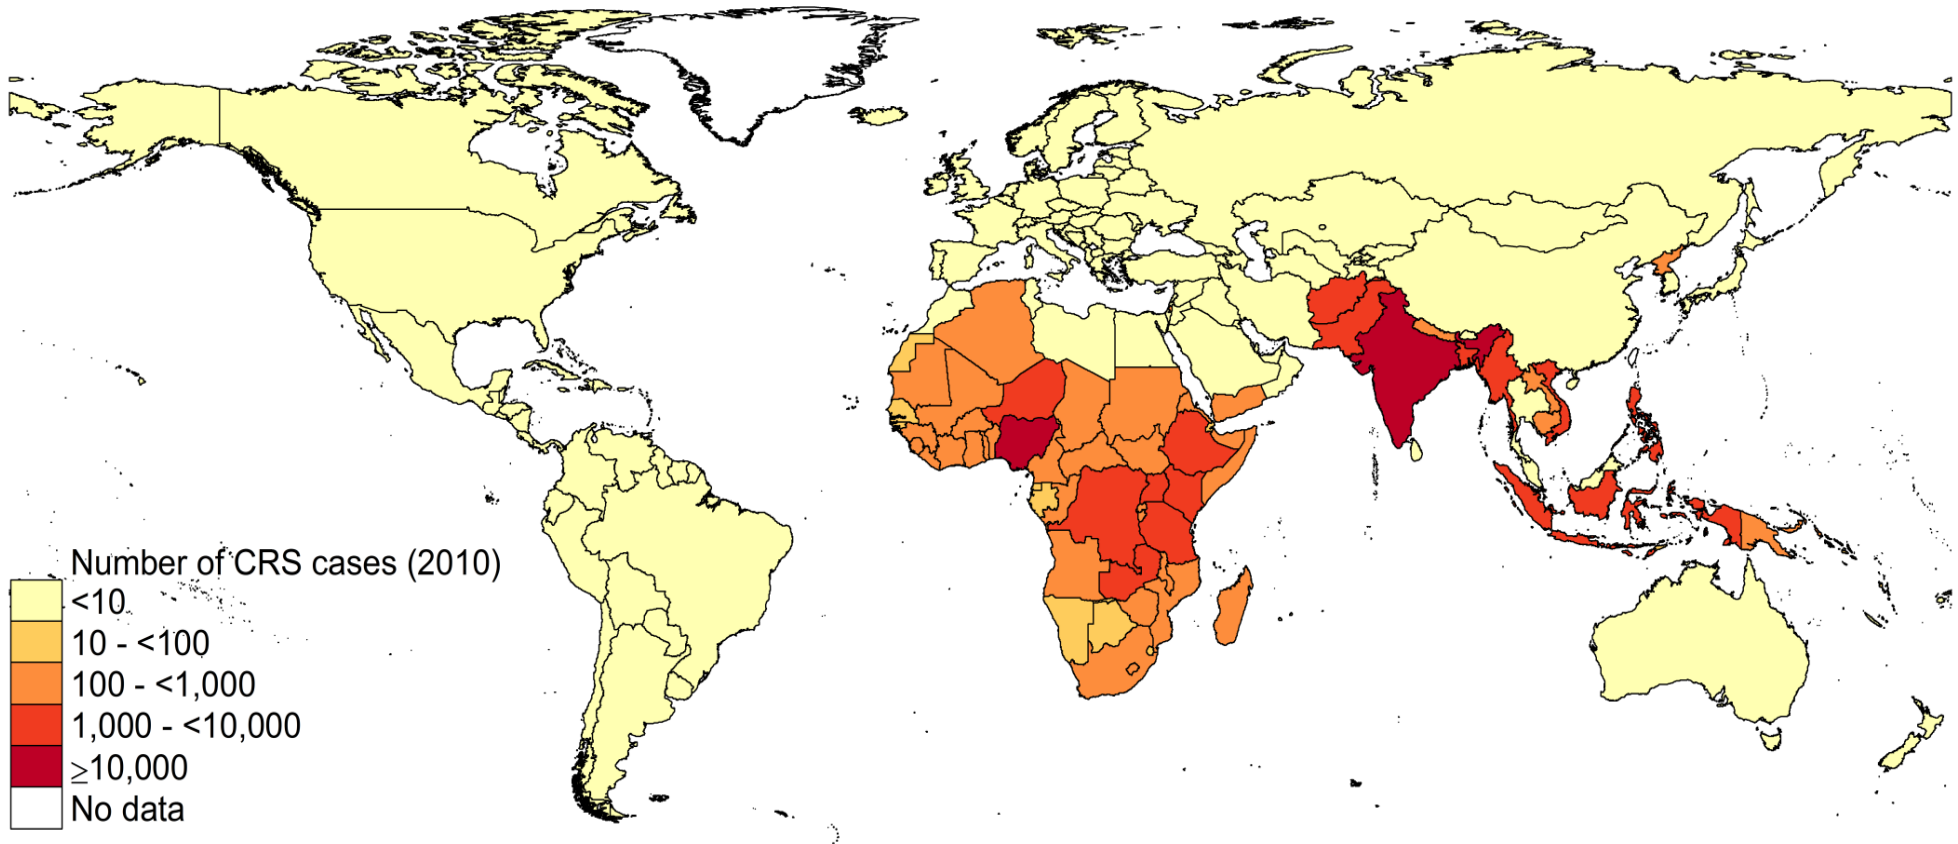 Number of CRS cases (2010)
<10
10 - <100
100 - <1,000
1,000 - <10,000
≥10,000
No data